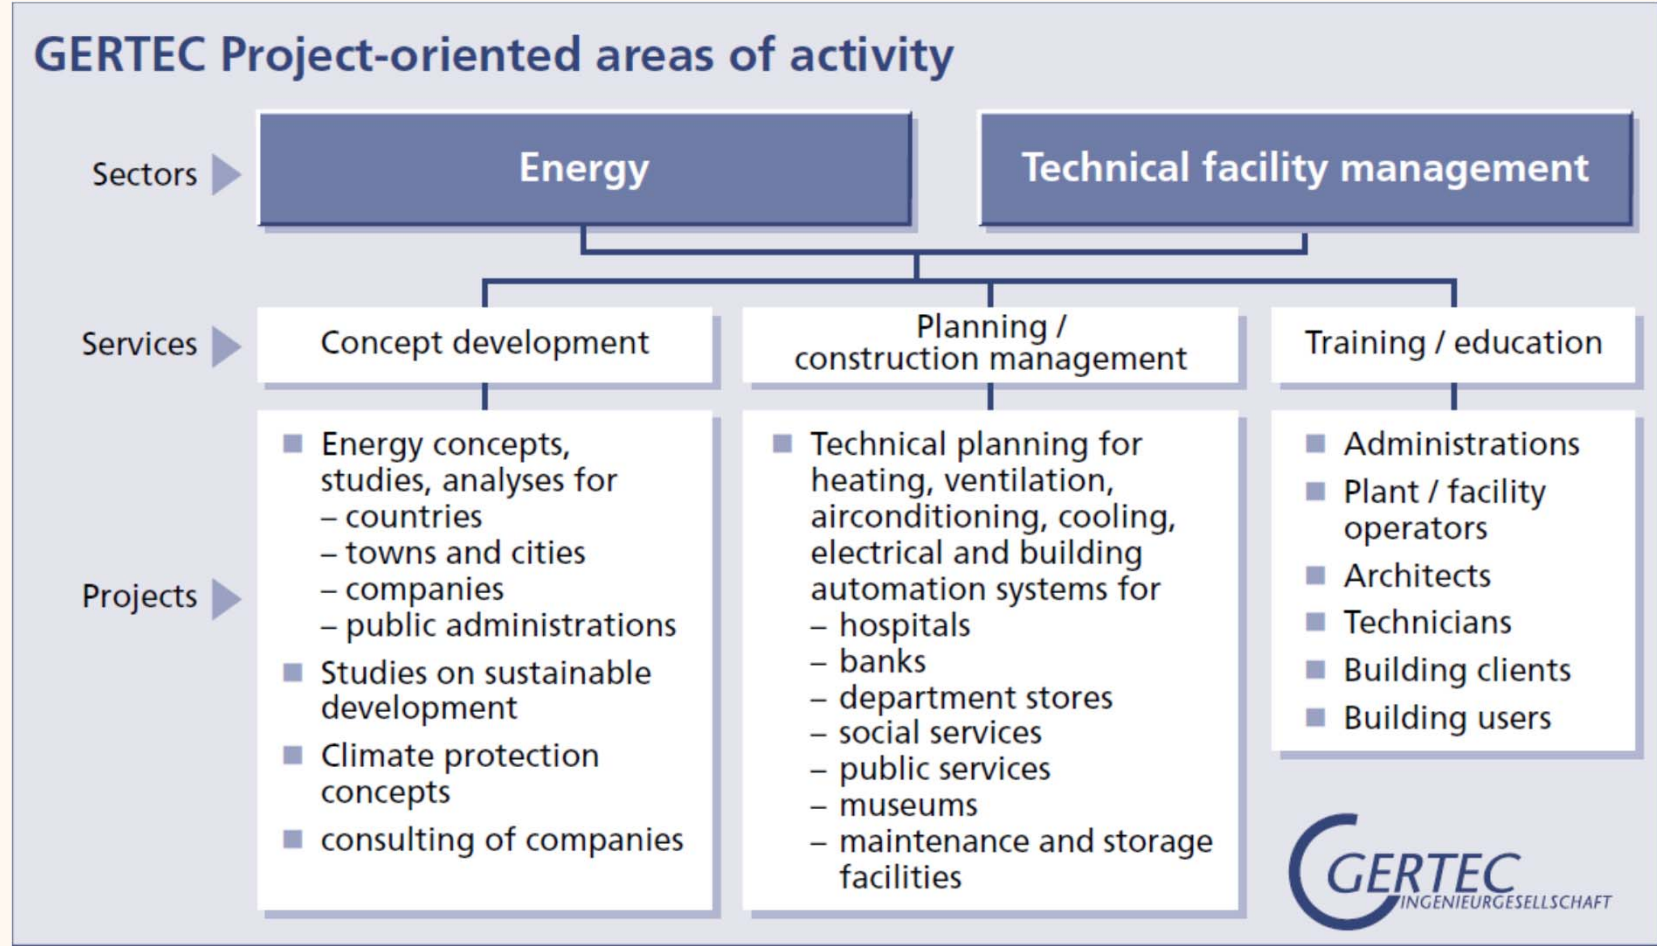 GERTEC Project-oriented areas of activity
Sectors
Energy
Technical facility management
Services
Concept development
Planning /
construction management
Training / education
Projects
Energy concepts,
studies, analyses for
– countries
– towns and cities
– companies
– public administrations
Studies on sustainable
development
Climate protection
concepts
consulting of companies
Technical planning for
heating, ventilation,
airconditioning, cooling,
electrical and building
automation systems for
– hospitals
– banks
– department stores
– social services
– public services
– museums
– maintenance and storage
facilities
Administrations
Plant / facility
operators
Architects
Technicians
Building clients
Building users
GERTEC
INGENIEURGESELLSCHAFT